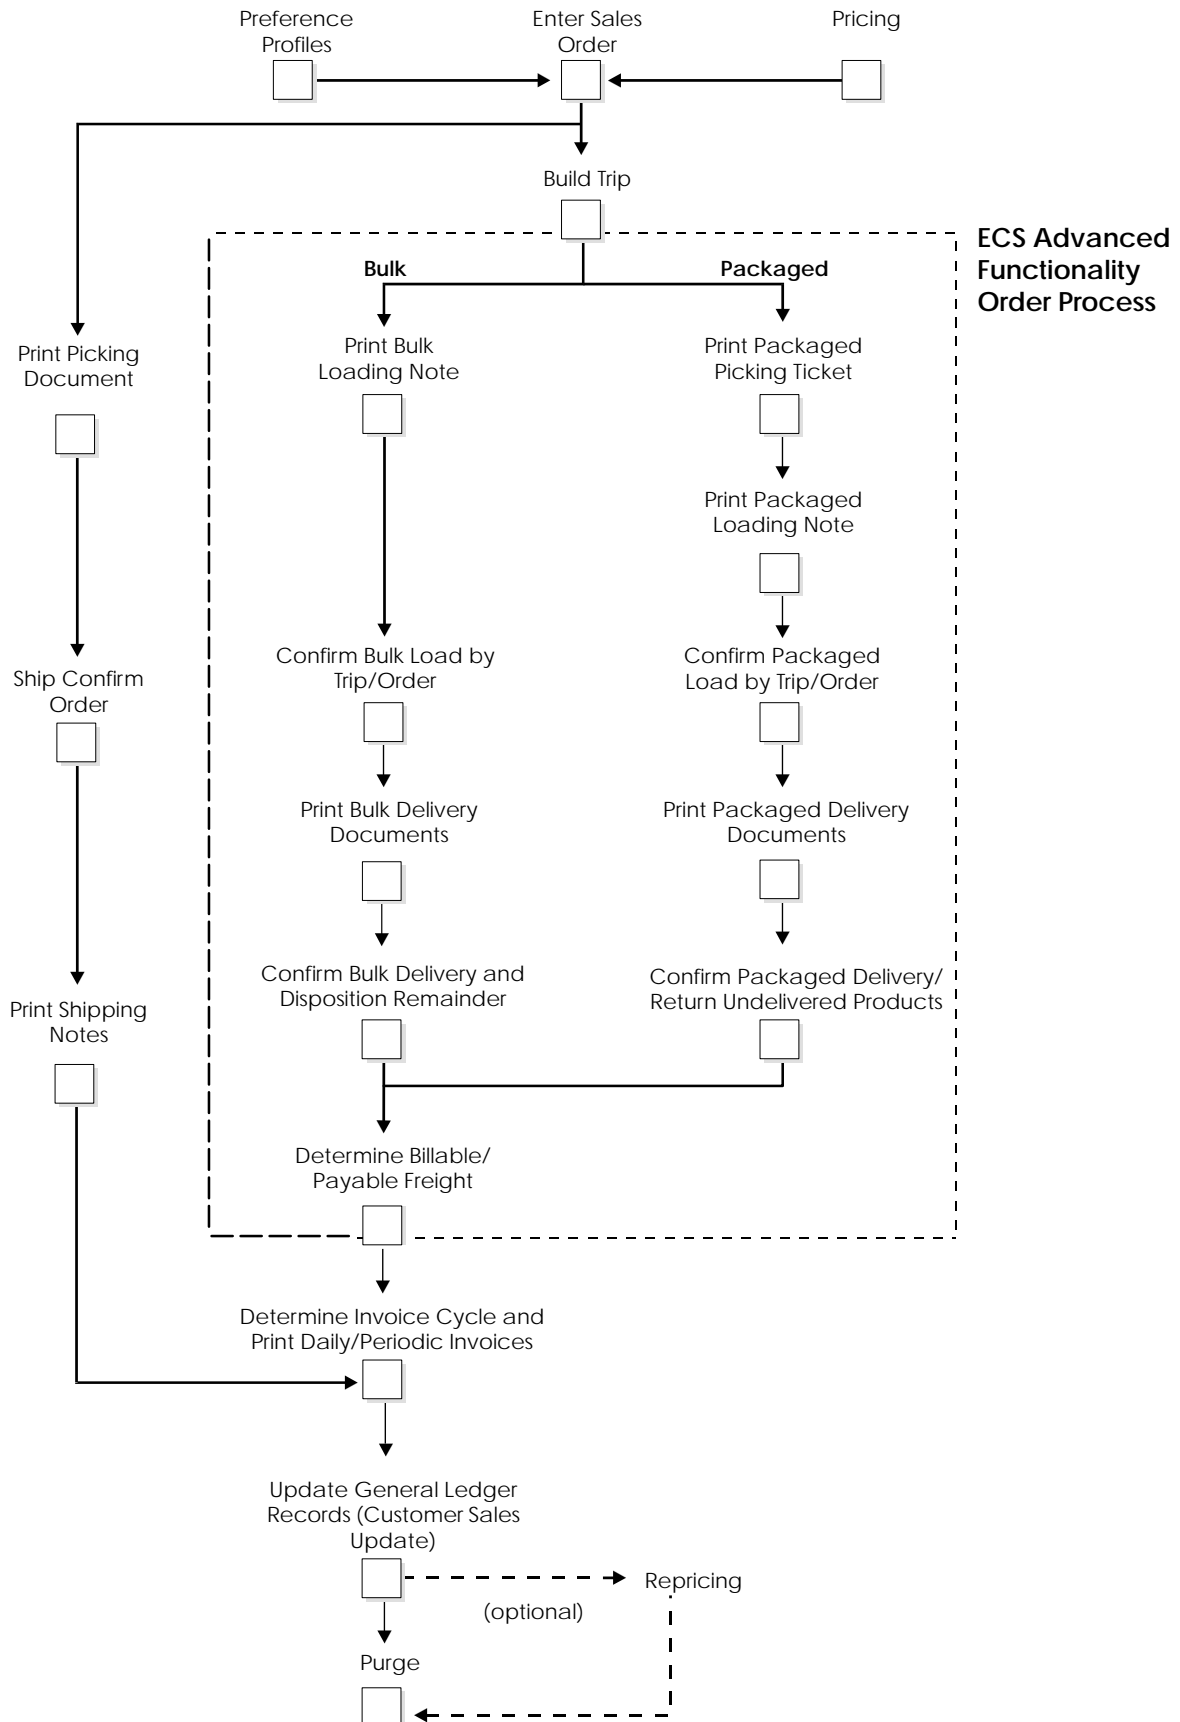 Preference
Profiles
Enter Sales
Order
Pricing
Build Trip
ECS Advanced
Functionality
Order Process
Bulk
Packaged
Print Picking
Document
Print Bulk
Loading Note
Print Packaged
Picking Ticket
Print Packaged
Loading Note
Ship Confirm
Order
Confirm Bulk Load by
Trip/Order
Confirm Packaged
Load by Trip/Order
Print Bulk Delivery
Documents
Print Packaged Delivery
Documents
Print Shipping
Notes
Confirm Bulk Delivery and
Disposition Remainder
Confirm Packaged Delivery/
Return Undelivered Products
Determine Billable/
Payable Freight
Determine Invoice Cycle and
Print Daily/Periodic Invoices
Update General Ledger
Records (Customer Sales
Update)
Repricing
(optional)
Purge